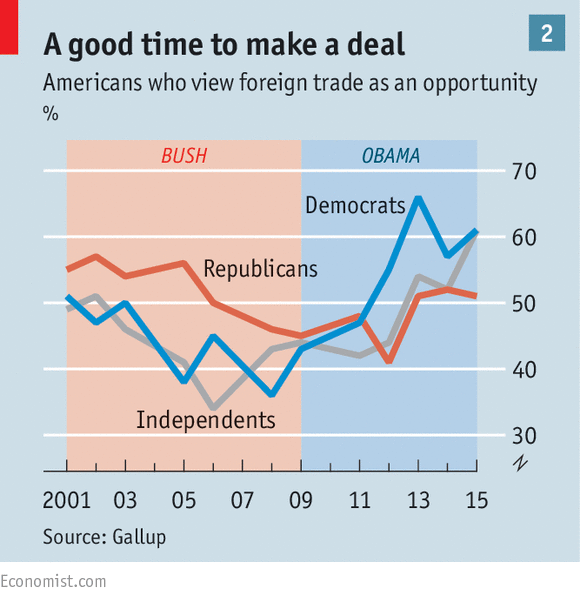 A good time to make a deal
2
Americans who view foreign trade as an opportunity
%
BUSH
OBAMA
70
Democrats
60
Republicans
50
40
Independents
30
2001 03 05 07 09 11 13 15
Source: Gallup
Economist.com